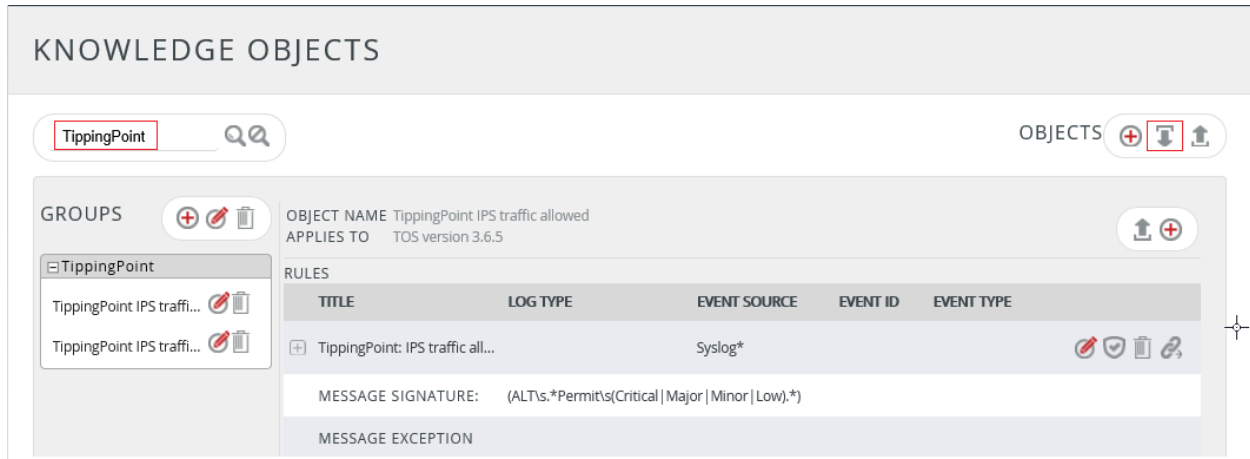 KNOWLEDGE OBJECTS
TippingPoint
OBJECTS
GROUPS
OBJECT NAME TippingPoint IPS traffic allowed
APPLIES TO TOS version 3.6.5
TippingPoint
RULES
TITLE LOG TYPE EVENT SOURCE EVENT ID EVENT TYPE
TippingPoint IPS traffi...
TippingPoint IPS traffi...
TippingPoint: IPS traffic all... Syslog*
MESSAGE SIGNATURE: (ALT\s.*Permit\s(Critical|Major|Minor|Low).*)
MESSAGE EXCEPTION